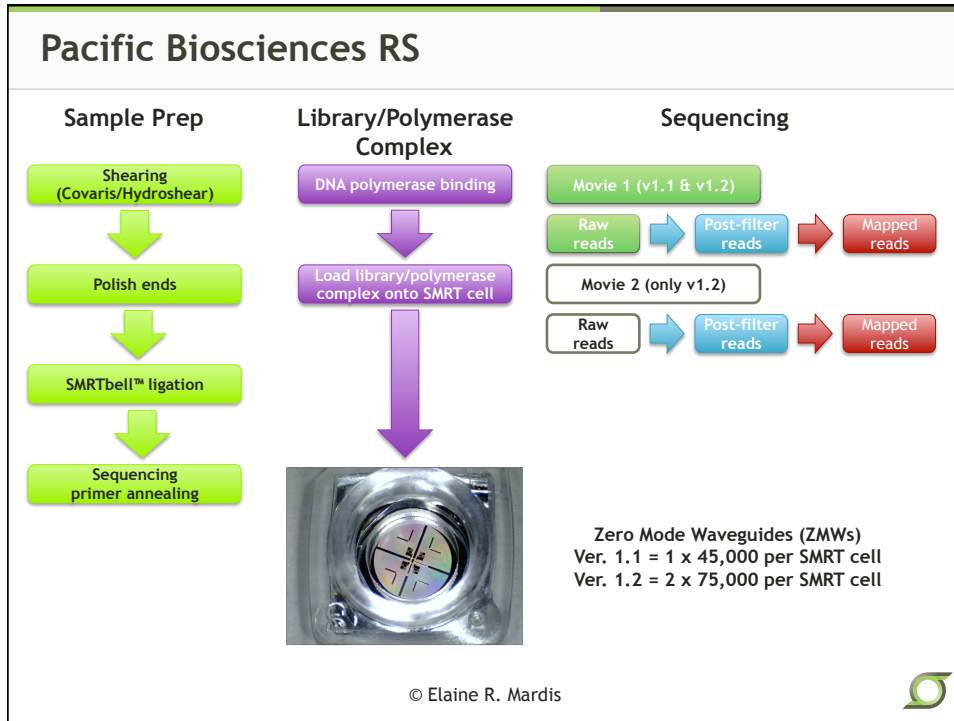 Pacific Biosciences RS
Sample Prep
Shearing
(Covaris/Hydroshear)
Polish ends
SMRTbell™ ligation
Sequencing
primer annealing
Library/Polymerase
Complex
DNA polymerase binding
Load library/polymerase
complex onto SMRT cell
Sequencing
Movie 1 (v1.1 & v1.2)
Raw
reads
Post-filter
reads
Mapped
reads
Movie 2 (only v1.2)
Raw
reads
Post-filter
reads
Mapped
reads
Zero Mode Waveguides (ZMWs)
Ver. 1.1 = 1 x 45,000 per SMRT cell
Ver. 1.2 = 2 x 75,000 per SMRT cell
© Elaine R. Mardis